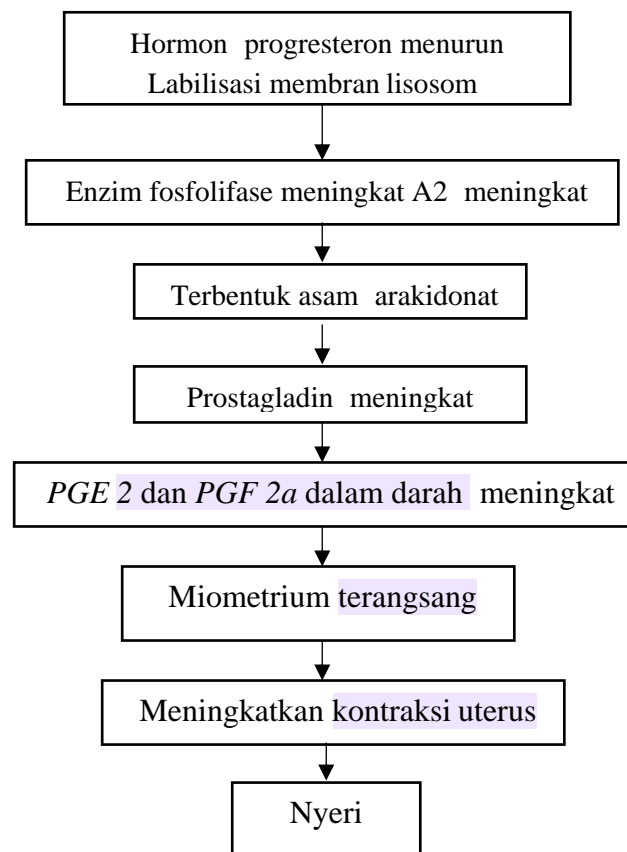 Hormon progresteron menurun
Labilisasi membran lisosom
Enzim fosfolifase meningkat A2 meningkat
Terbentuk asam arakidonat
Prostagladin meningkat
PGE 2 dan PGF 2a dalam darah meningkat
Miometrium terangsang
Meningkatkan kontraksi uterus
Nyeri